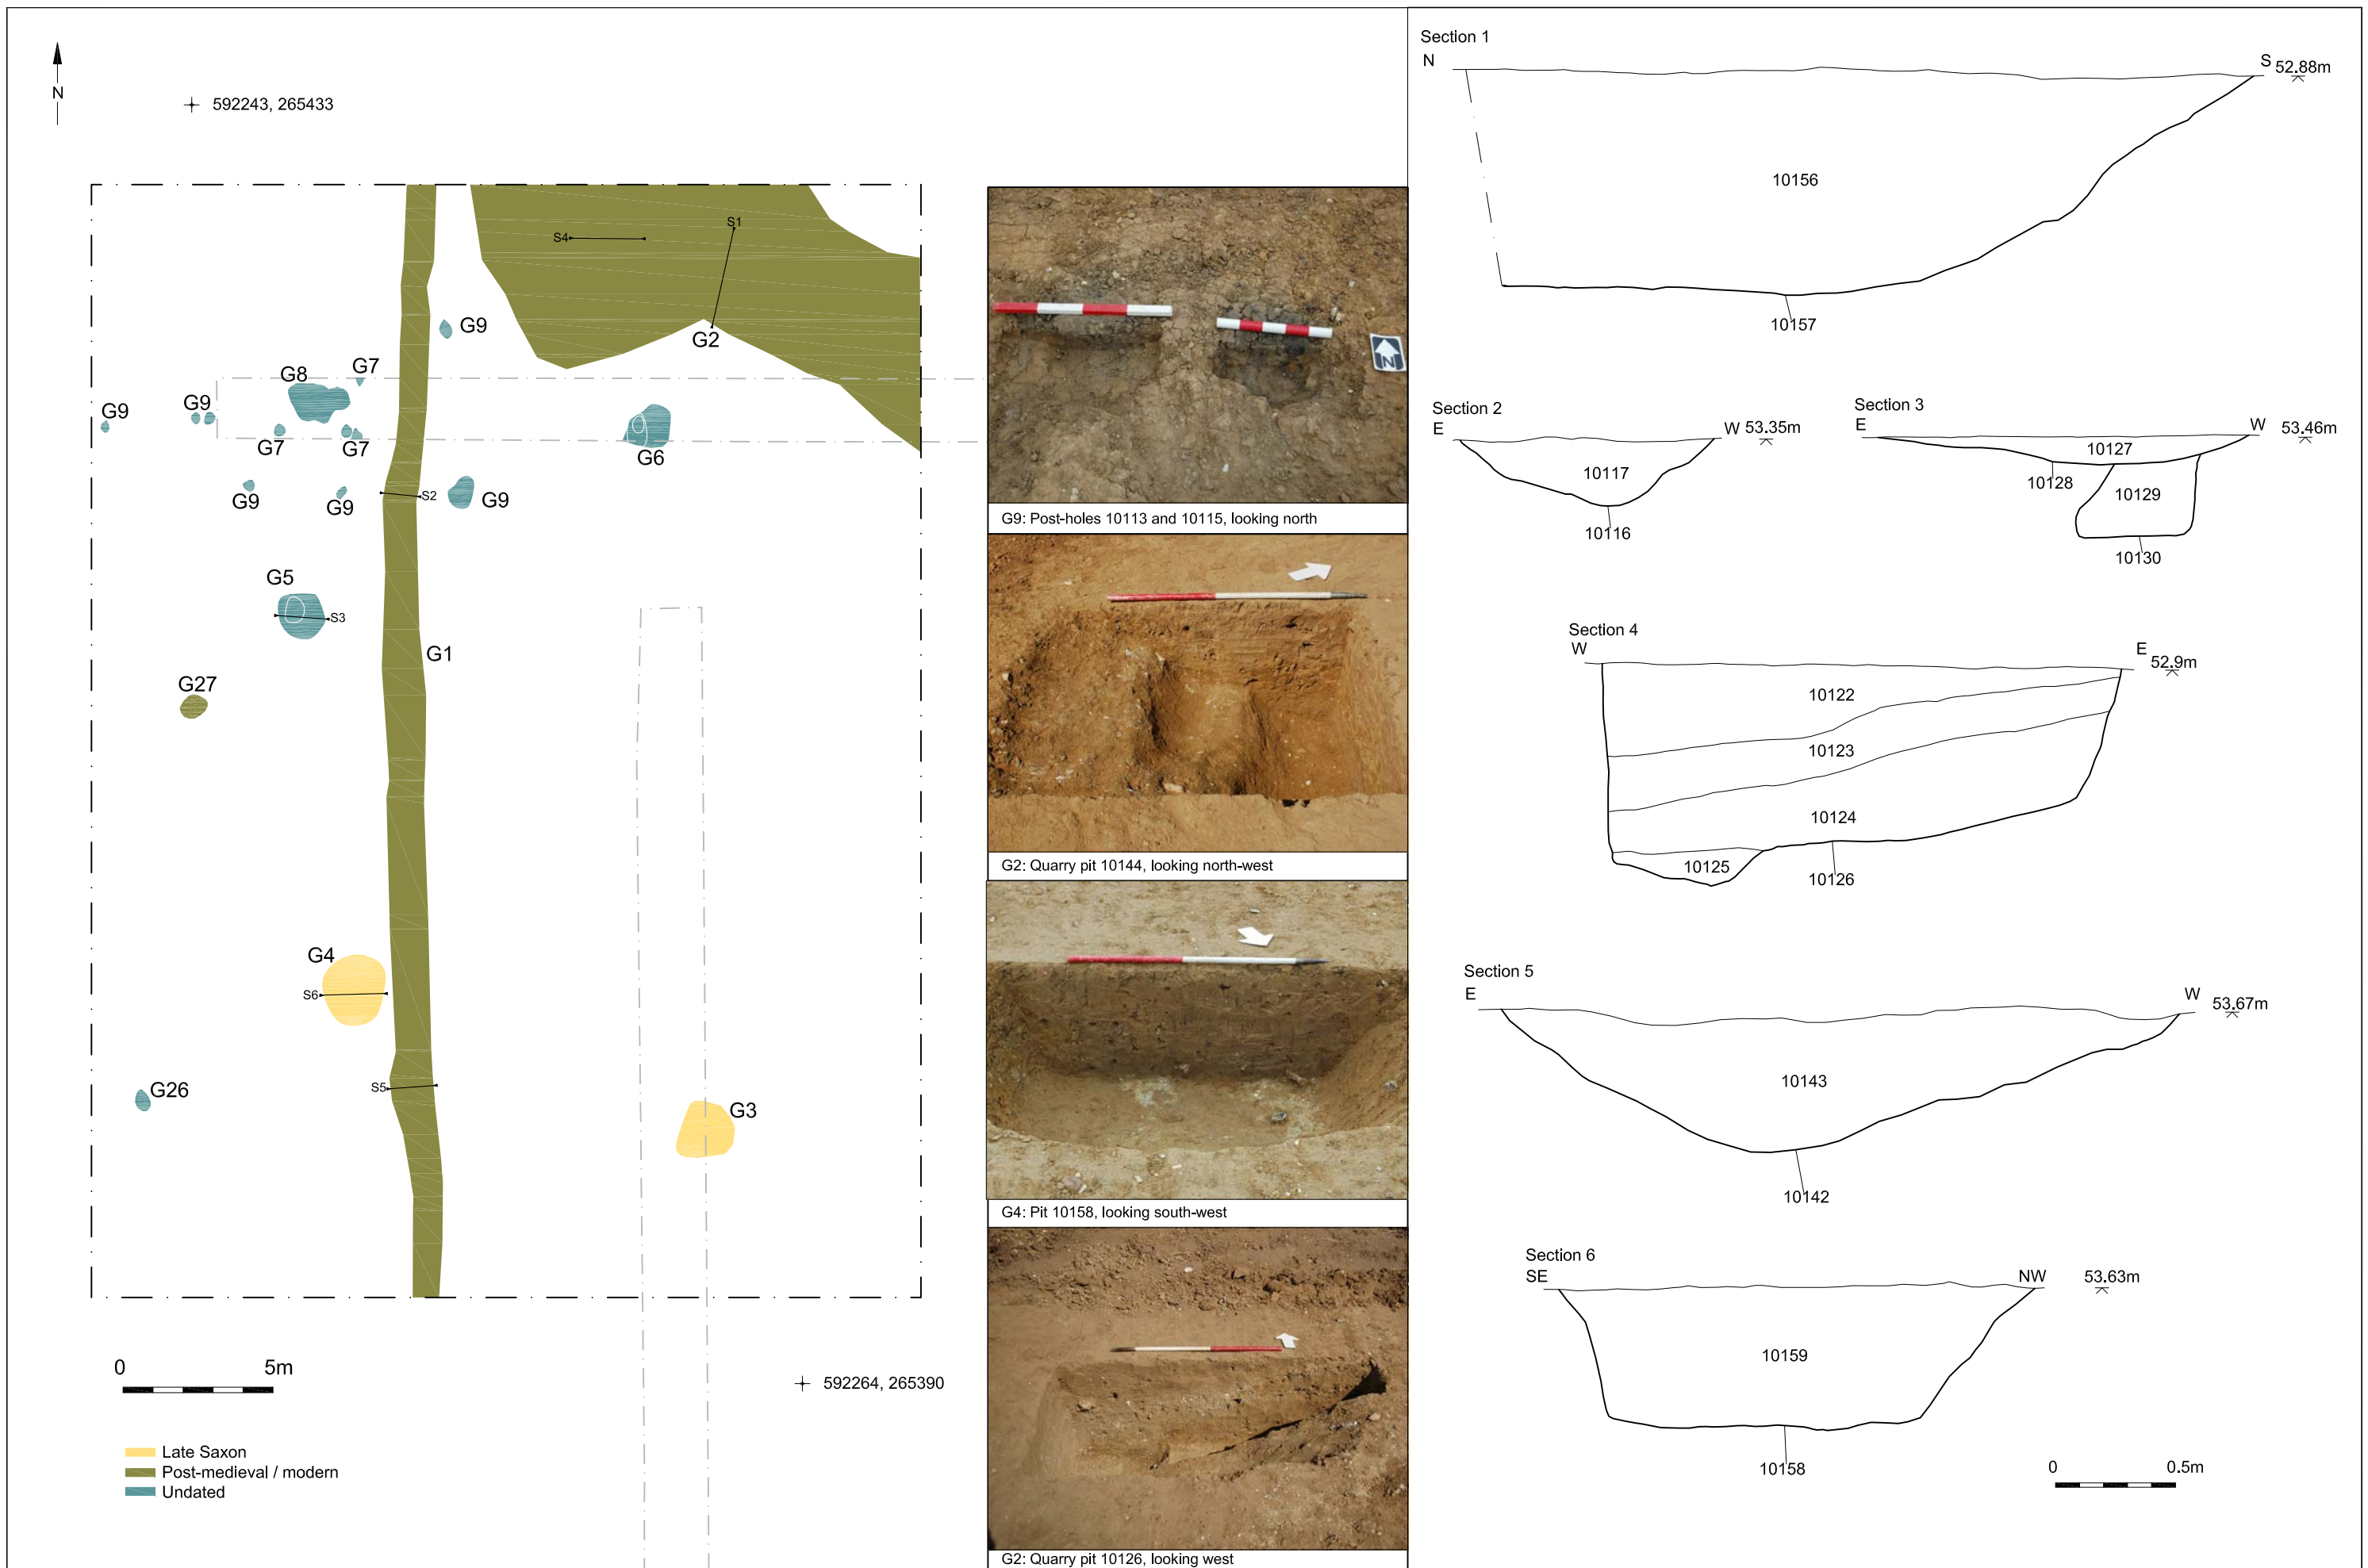 N
592243, 265433
S1
S4
G2
G9
G8
G7
G9
G9
G7
G7
G6
G9
G9
S2
G9
G5
S3
G1
G27
G4
S6
G26
S5
G3
0 5m
592264, 265390
Late Saxon
Post-medieval / modern
Undated
N
G9: Post-holes 10113 and 10115, looking north
G2: Quarry pit 10144, looking north-west
G4: Pit 10158, looking south-west
G2: Quarry pit 10126, looking west
Section 1
N S 52.88m
10156
10157
Section 2
E W 53.35m
10117
10116
Section 3
E W 53.46m
10127
10128
10129
10130
Section 4
W E 52.9m
10122
10123
10124
10125
10126
Section 5
E W 53.67m
10143
10142
Section 6
SE NW 53.63m
10159
10158
0 0.5m